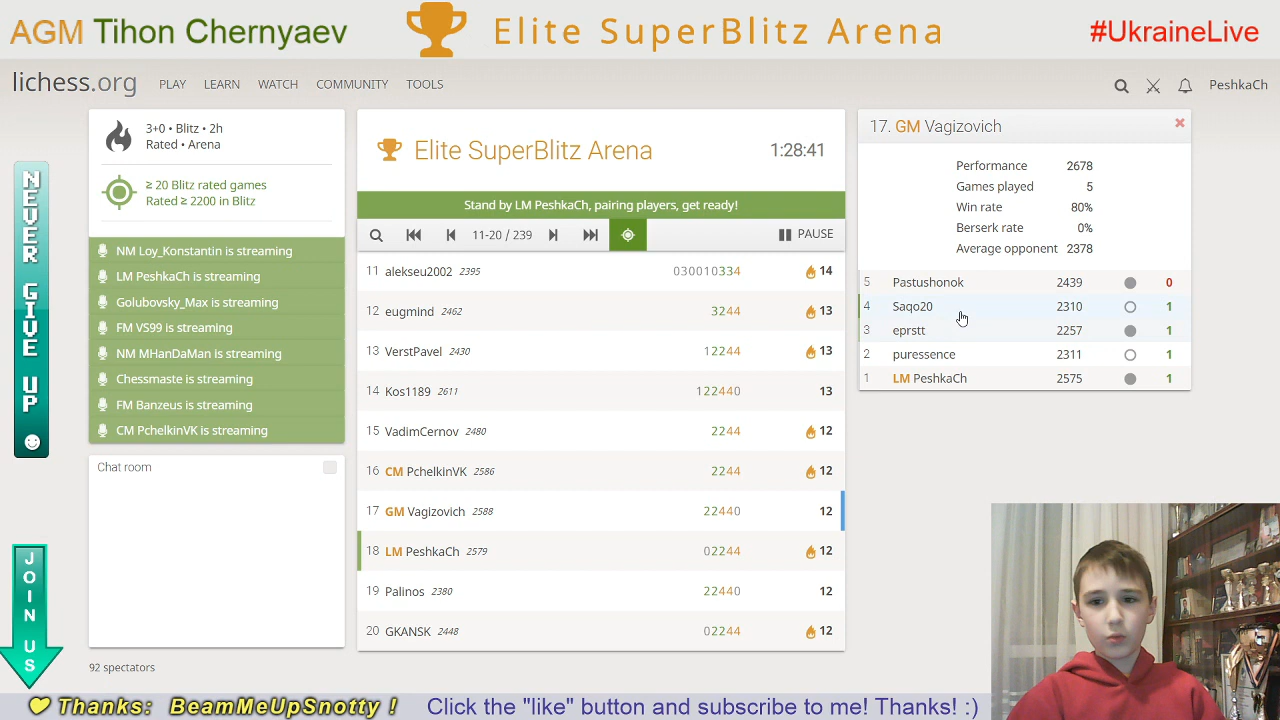 AGM Tihon Chernyaev
Elite SuperBlitz Arena
#UkraineLive
lichess.org
PLAY LEARN WATCH COMMUNITY TOOLS
PeshkaCh
NEVER GIVE UP
JOIN US
3+0 • Blitz • 2h
Rated • Arena
≥ 20 Blitz rated games
Rated ≥ 2200 in Blitz
NM Loy_Konstantin is streaming
LM PeshkaCh is streaming
Golubovsky_Max is streaming
FM VS99 is streaming
NM MHanDaMan is streaming
Chessmaste is streaming
FM Banzeus is streaming
CM PchelkinVK is streaming
Chat room
92 spectators
Elite SuperBlitz Arena 1:28:41
Stand by LM PeshkaCh, pairing players, get ready!
11-20 / 239 PAUSE
11 alekseu2002 2395 030010334 14
12 eugmind 2462 3244 13
13 VerstPavel 2430 12244 13
14 Kos1189 2611 122440 13
15 VadimCernov 2480 2244 12
16 CM PchelkinVK 2586 2244 12
17 GM Vagizovich 2588 22440 12
18 LM PeshkaCh 2579 02244 12
19 Palinos 2380 22440 12
20 GKANSK 2448 02244 12
17. GM Vagizovich
Performance 2678
Games played 5
Win rate 80%
Berserk rate 0%
Average opponent 2378
5 Pastushonok 2439 0
4 Saqo20 2310 1
3 eprstt 2257 1
2 puressence 2311 1
1 LM PeshkaCh 2575 1
Thanks: BeamMeUpSnotty ! Click the "like" button and subscribe to me! Thanks! :)